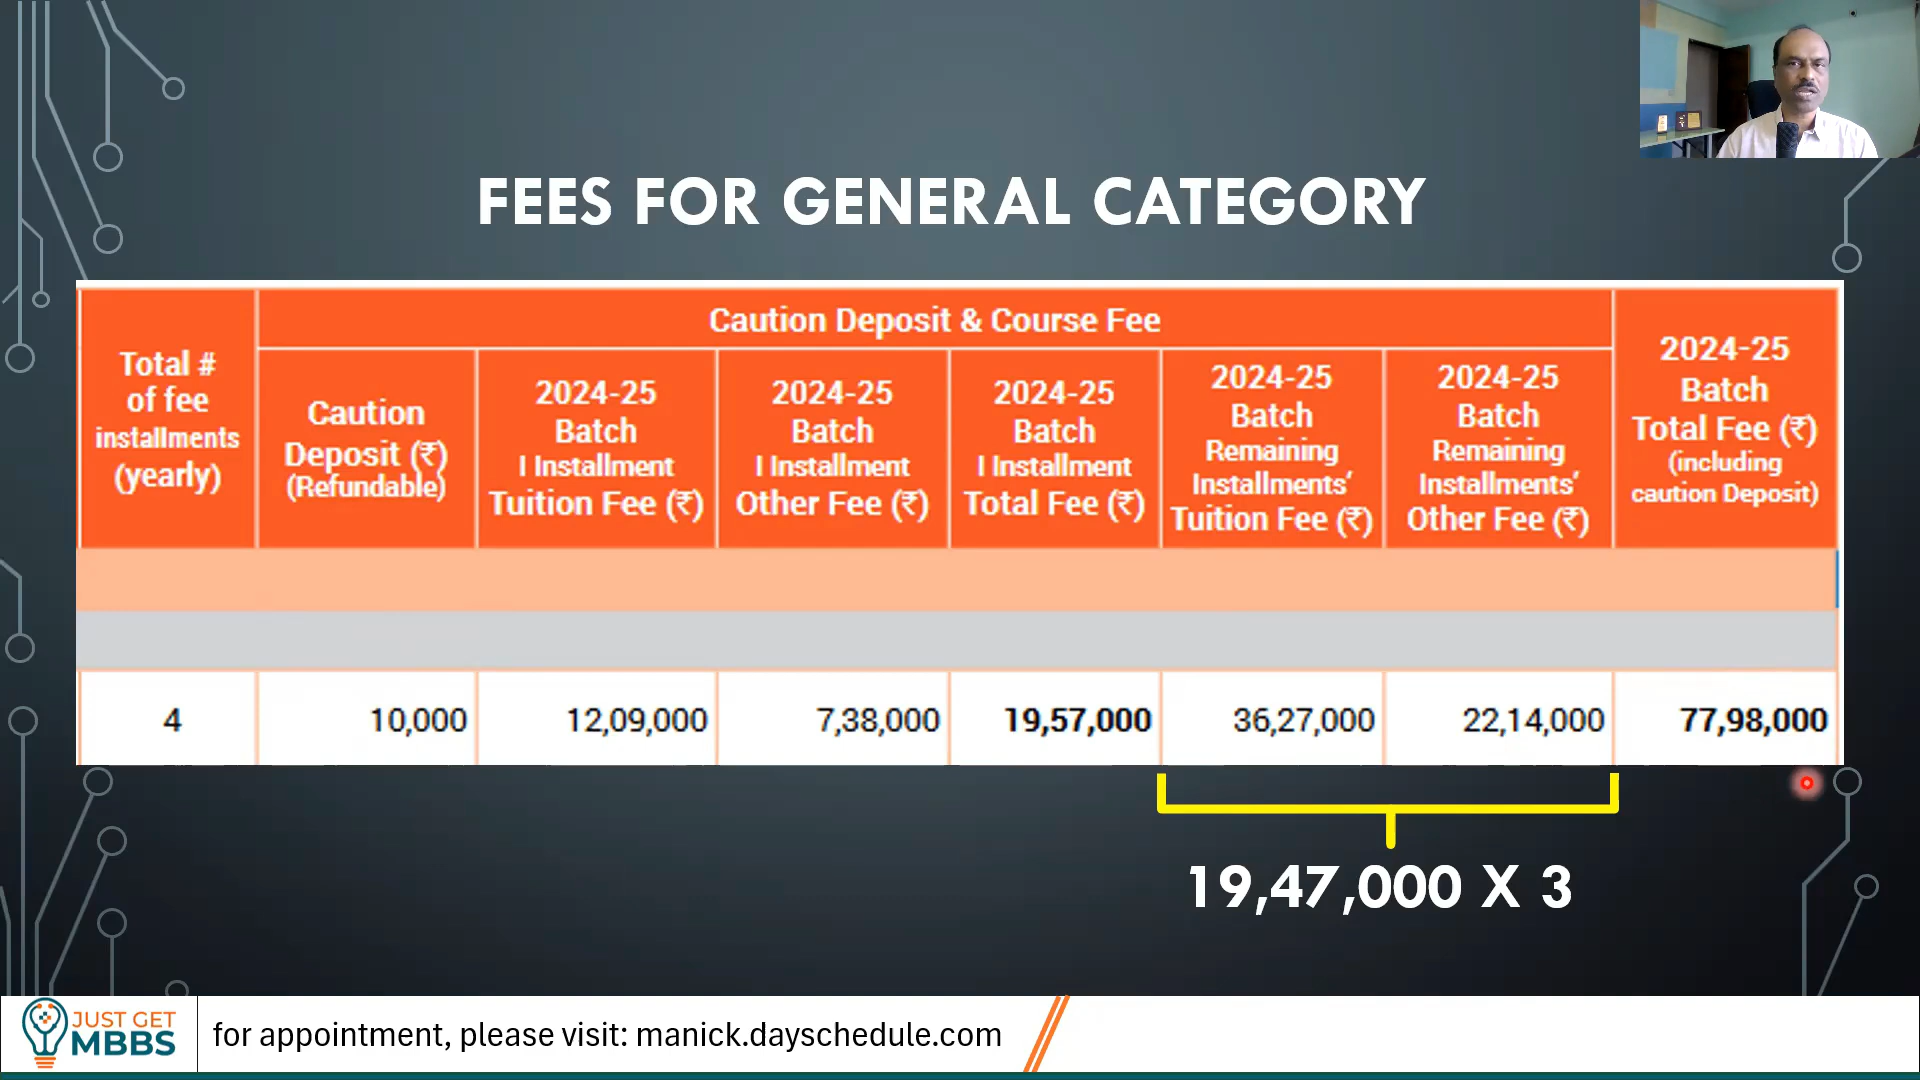 FEES FOR GENERAL CATEGORY
Total #
of fee
installments
(yearly)
Caution Deposit & Course Fee
Caution
Deposit (₹)
(Refundable)
2024-25
Batch
I Installment
Tuition Fee (₹)
2024-25
Batch
I Installment
Other Fee (₹)
2024-25
Batch
I Installment
Total Fee (₹)
2024-25
Batch
Remaining
Installments’
Tuition Fee (₹)
2024-25
Batch
Remaining
Installments’
Other Fee (₹)
2024-25
Batch
Total Fee (₹)
(including
caution Deposit)
4 10,000 12,09,000 7,38,000 19,57,000 36,27,000 22,14,000 77,98,000
19,47,000 X 3
JUST GET
MBBS
for appointment, please visit: manick.dayschedule.com